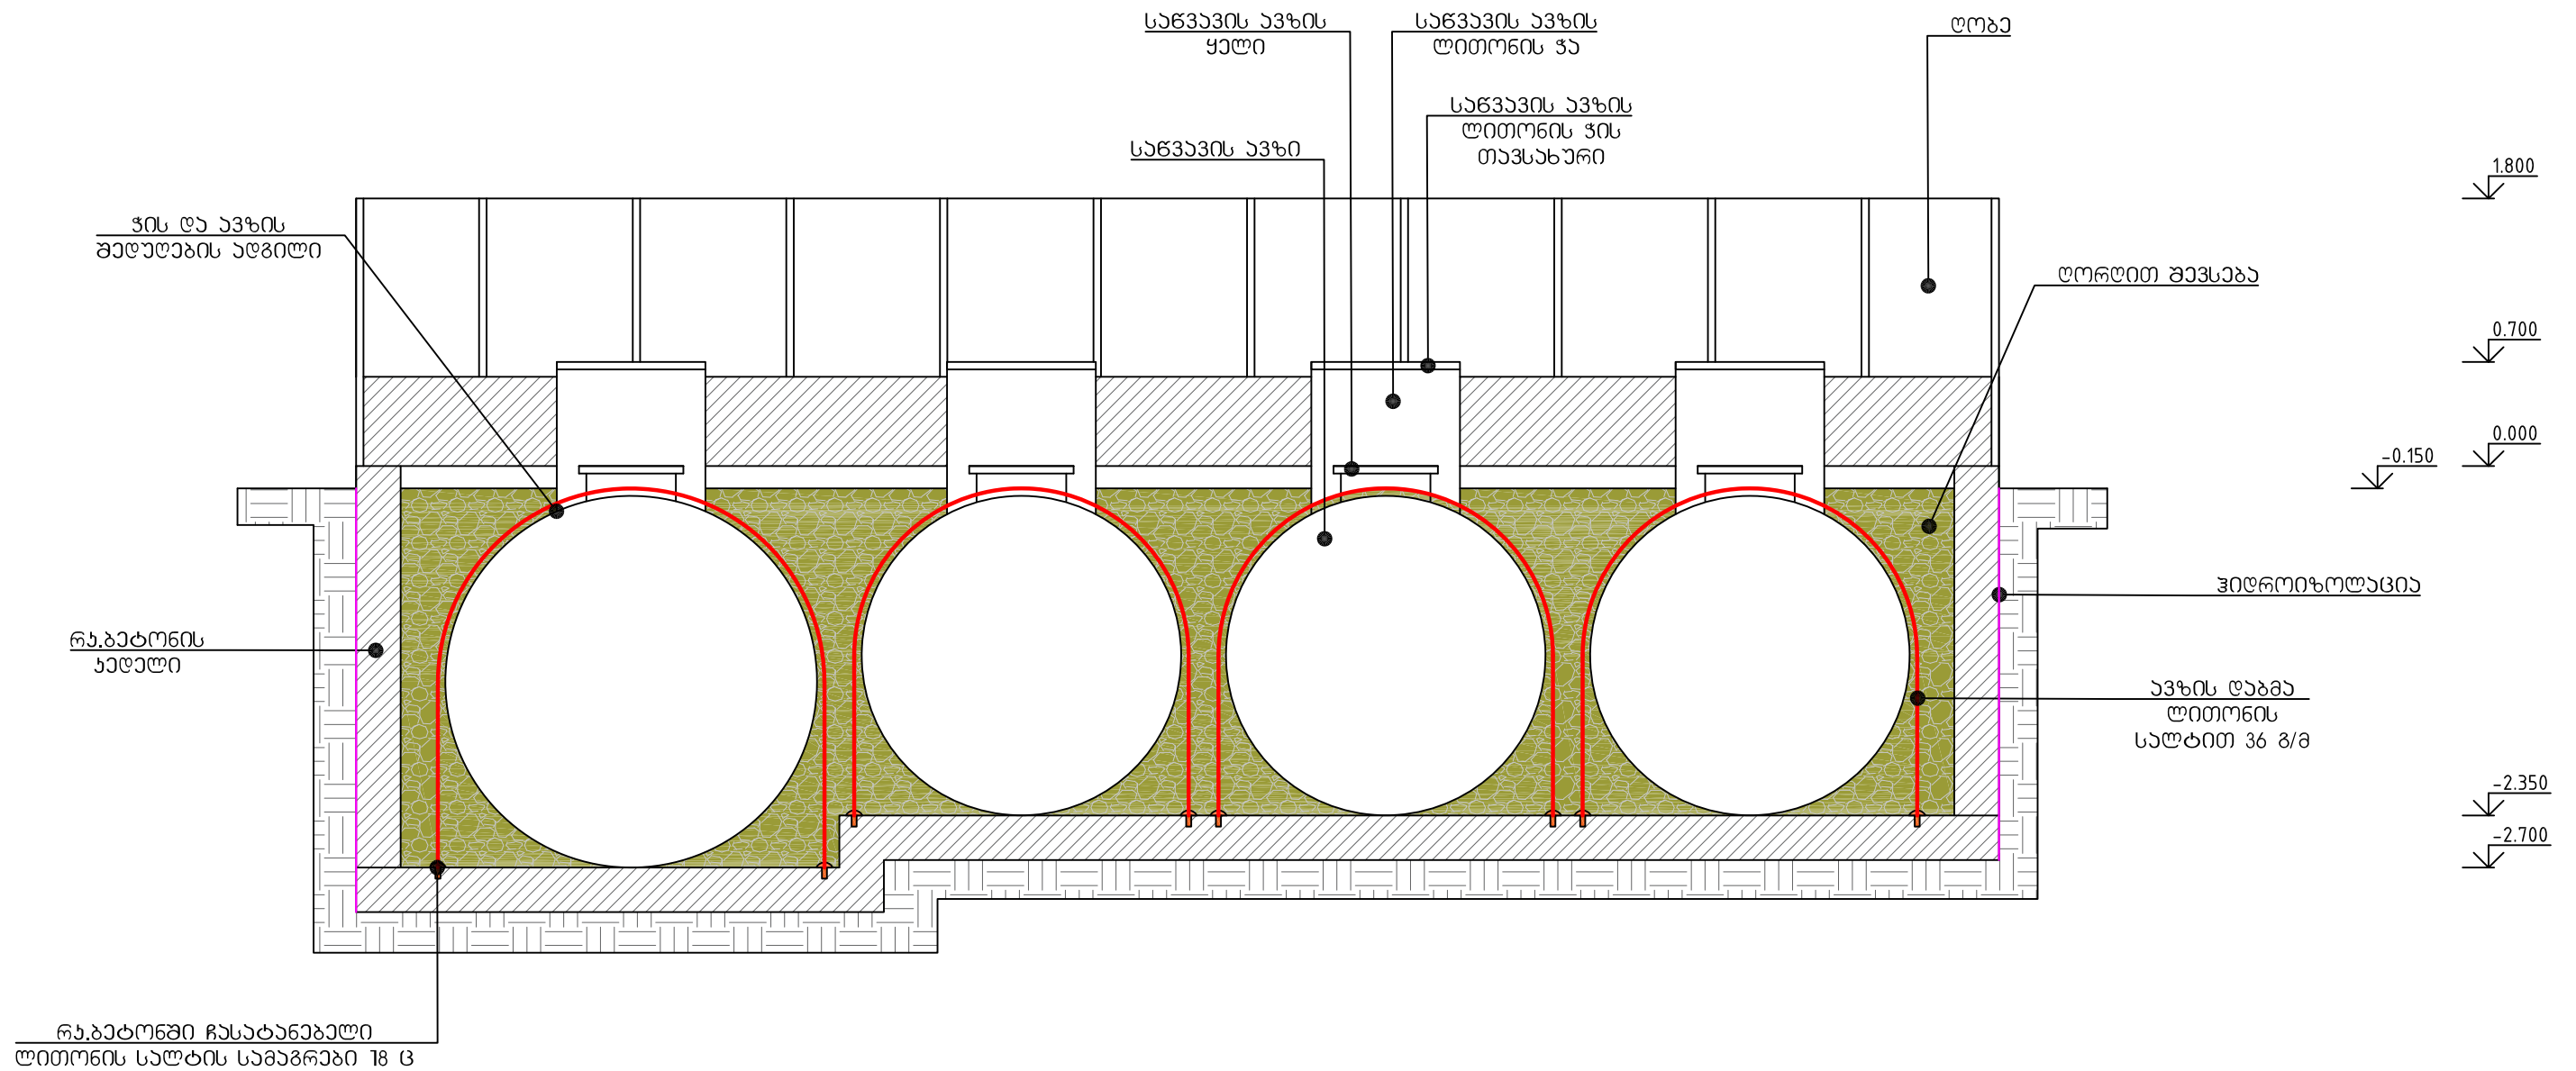 საწვავის ავზის
ყელი
საწვავის ავზის
ლითონის ჭა
ღობე
საწვავის ავზის
ლითონის ჭის
თავსახური
საწვავის ავზი
1.800
ჭის და ავზის
შედუღების ადგილი
ღორღით შევსება
0.700
0.000
-0.150
ჰიდროიზოლაცია
რკ.ბეტონის
კედელი
ავზის დაბმა
ლითონის
სალტით 36 გ/მ
-2.350
-2.700
რკ.ბეტონში ჩასატანებელი
ლითონის სალტის სამაგრები 18 ც